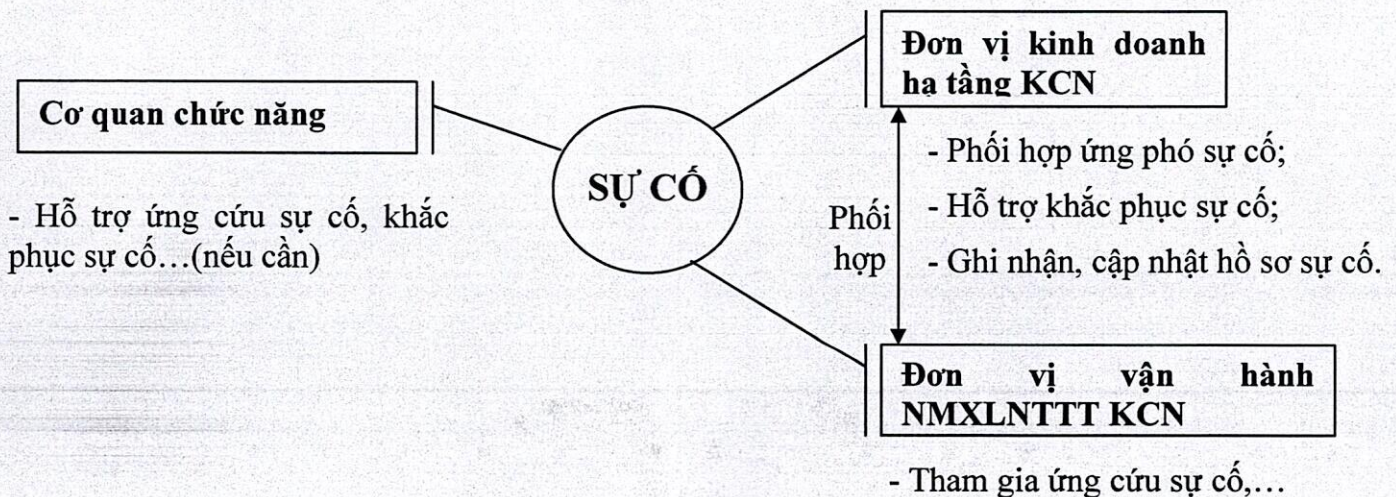 Cơ quan chức năng
- Hỗ trợ ứng cứu sự cố, khắc
phục sự cố...(nếu cần)
SỰ CỐ
Đơn vị kinh doanh
hạ tầng KCN
Phối
hợp
- Phối hợp ứng phó sự cố;
- Hỗ trợ khắc phục sự cố;
- Ghi nhận, cập nhật hồ sơ sự cố.
Đơn vị vận hành
NMXLNTTT KCN
- Tham gia ứng cứu sự cố,...